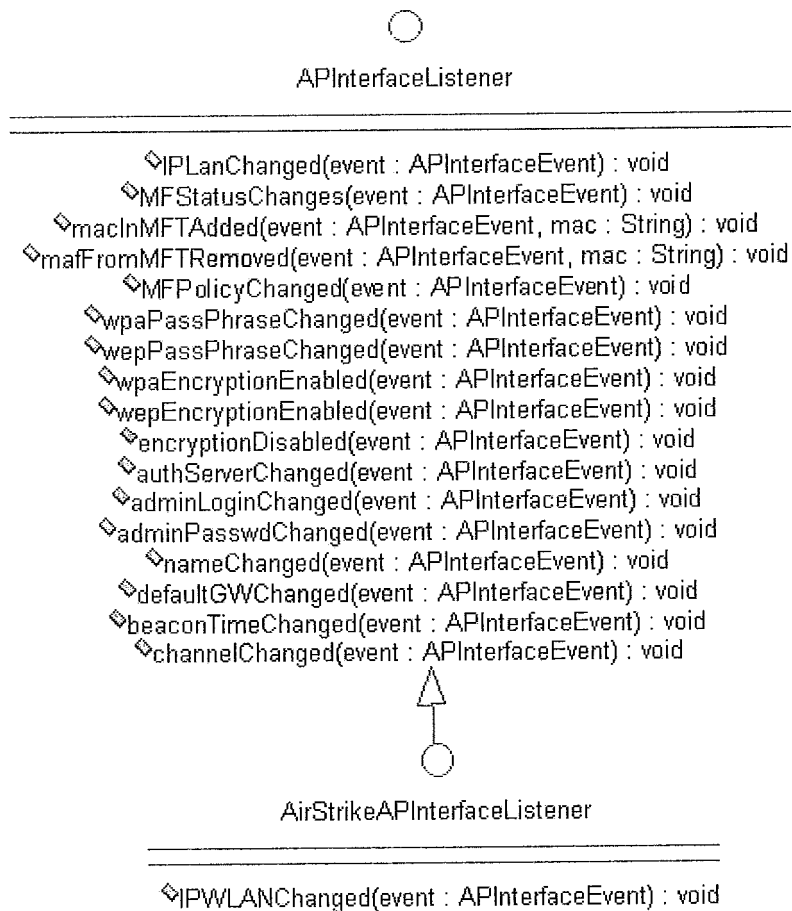 APInterfaceListener
IPLanChanged(event : APInterfaceEvent) : void
MFStatusChanges(event : APInterfaceEvent) : void
macInMFTAdded(event : APInterfaceEvent, mac : String) : void
mafFromMFTRemoved(event : APInterfaceEvent, mac : String) : void
MFPolicyChanged(event : APInterfaceEvent) : void
wpaPassPhraseChanged(event : APInterfaceEvent) : void
wepPassPhraseChanged(event : APInterfaceEvent) : void
wpaEncryptionEnabled(event : APInterfaceEvent) : void
wepEncryptionEnabled(event : APInterfaceEvent) : void
encryptionDisabled(event : APInterfaceEvent) : void
authServerChanged(event : APInterfaceEvent) : void
adminLoginChanged(event : APInterfaceEvent) : void
adminPasswdChanged(event : APInterfaceEvent) : void
nameChanged(event : APInterfaceEvent) : void
defaultGWChanged(event : APInterfaceEvent) : void
beaconTimeChanged(event : APInterfaceEvent) : void
channelChanged(event : APInterfaceEvent) : void
AirStrikeAPInterfaceListener
IPWLANChanged(event : APInterfaceEvent) : void